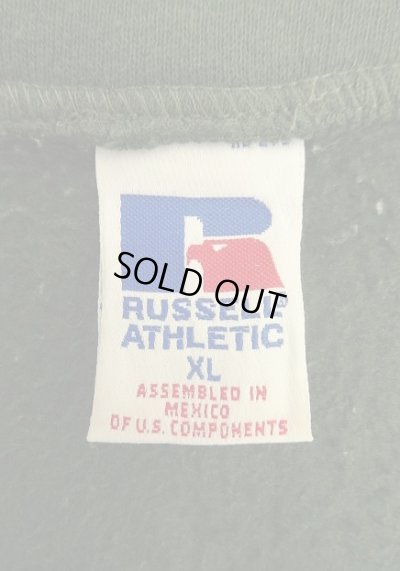 SOLD OUT
RUSSELL®
ATHLETIC
XL
ASSEMBLED IN
MEXICO
OF U.S. COMPONENTS